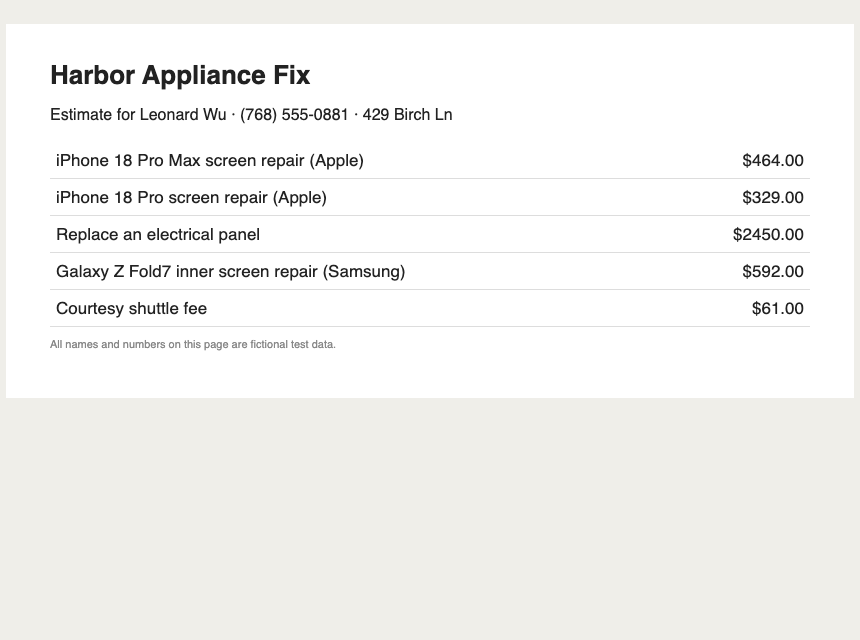 Harbor Appliance Fix
Estimate for Leonard Wu · (768) 555-0881 · 429 Birch Ln
iPhone 18 Pro Max screen repair (Apple) $464.00
iPhone 18 Pro screen repair (Apple) $329.00
Replace an electrical panel $2450.00
Galaxy Z Fold7 inner screen repair (Samsung) $592.00
Courtesy shuttle fee $61.00
All names and numbers on this page are fictional test data.